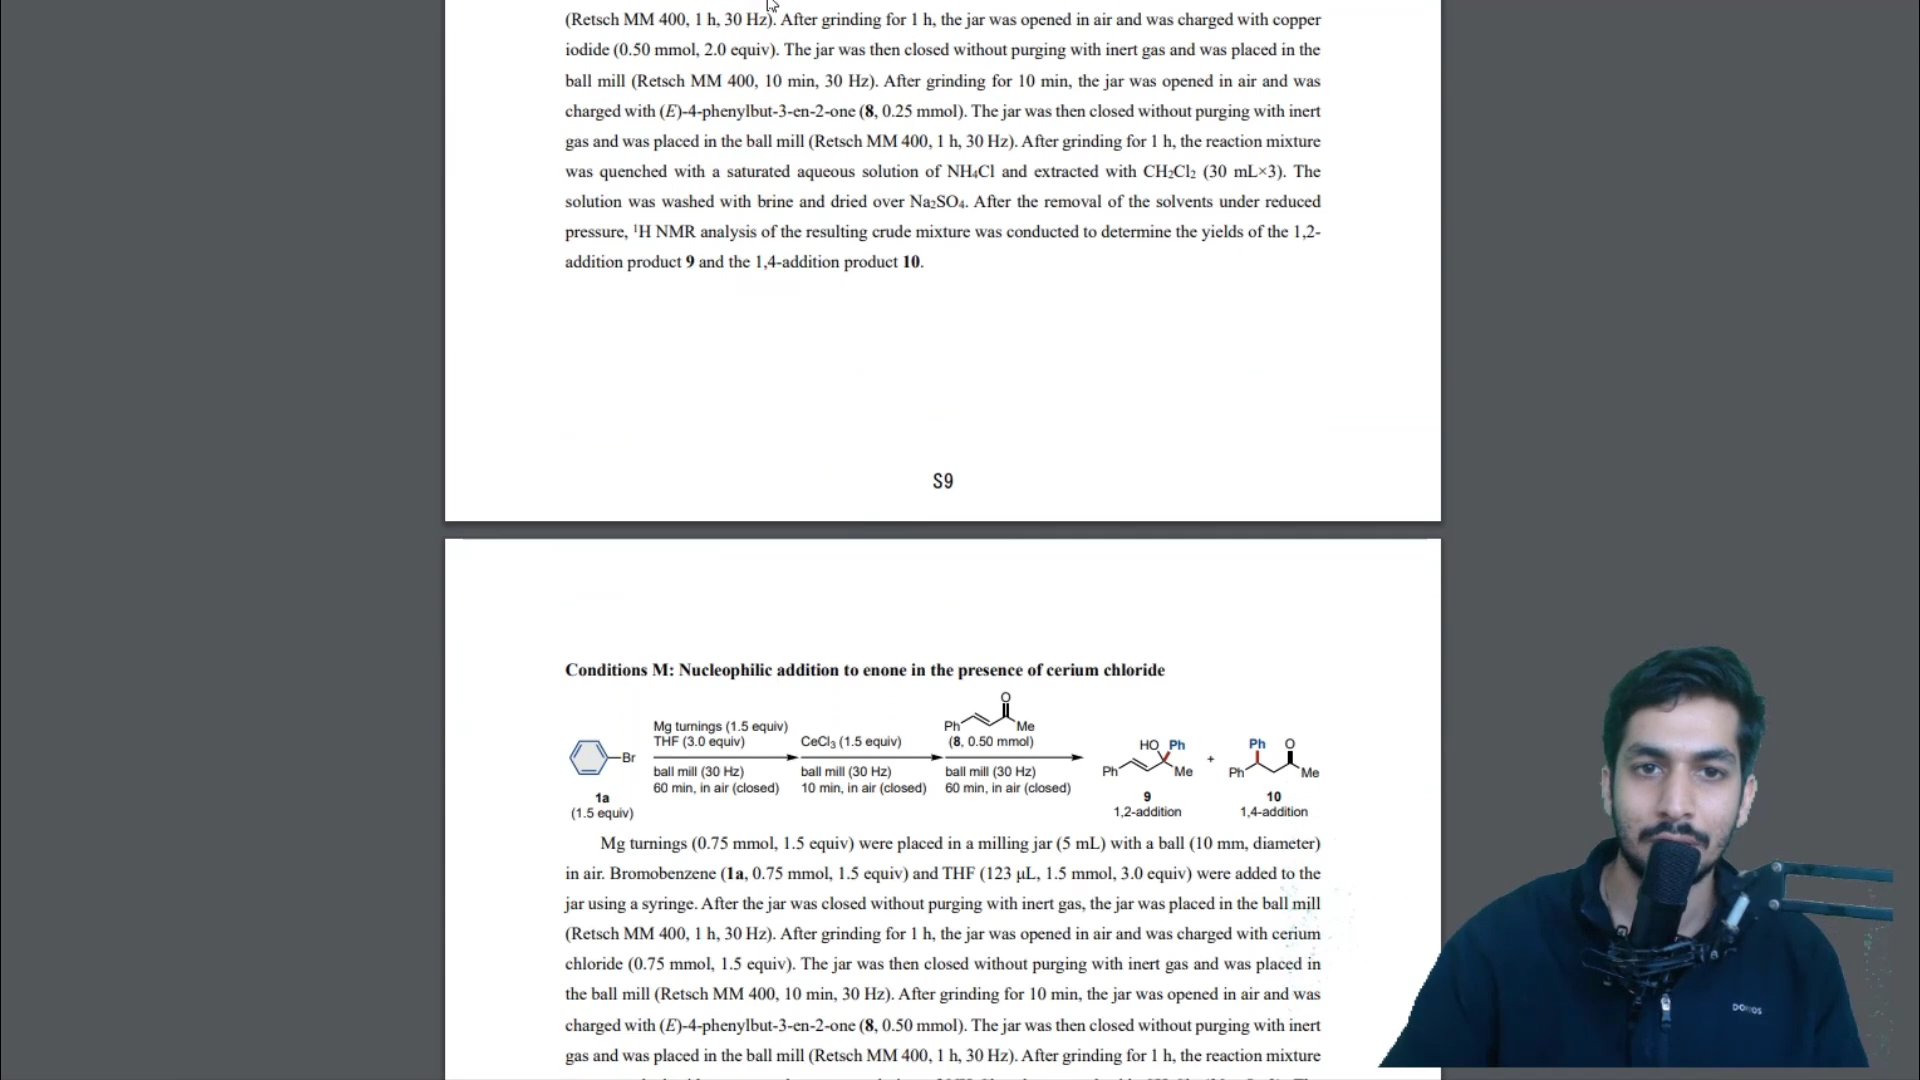 (Retsch MM 400, 1 h, 30 Hz). After grinding for 1 h, the jar was opened in air and was charged with copper
iodide (0.50 mmol, 2.0 equiv). The jar was then closed without purging with inert gas and was placed in the
ball mill (Retsch MM 400, 10 min, 30 Hz). After grinding for 10 min, the jar was opened in air and was
charged with (E)-4-phenylbut-3-en-2-one (8, 0.25 mmol). The jar was then closed without purging with inert
gas and was placed in the ball mill (Retsch MM 400, 1 h, 30 Hz). After grinding for 1 h, the reaction mixture
was quenched with a saturated aqueous solution of NH₄Cl and extracted with CH₂Cl₂ (30 mL×3). The
solution was washed with brine and dried over Na₂SO₄. After the removal of the solvents under reduced
pressure, ¹H NMR analysis of the resulting crude mixture was conducted to determine the yields of the 1,2-
addition product 9 and the 1,4-addition product 10.
S9
Conditions M: Nucleophilic addition to enone in the presence of cerium chloride
Br
1a
(1.5 equiv)
Mg turnings (1.5 equiv)
THF (3.0 equiv)
ball mill (30 Hz)
60 min, in air (closed)
CeCl₃ (1.5 equiv)
ball mill (30 Hz)
10 min, in air (closed)
O
Ph Me
(8, 0.50 mmol)
ball mill (30 Hz)
60 min, in air (closed)
HO Ph
Ph Me
9
1,2-addition
+
Ph O
Ph Me
10
1,4-addition
Mg turnings (0.75 mmol, 1.5 equiv) were placed in a milling jar (5 mL) with a ball (10 mm, diameter)
in air. Bromobenzene (1a, 0.75 mmol, 1.5 equiv) and THF (123 μL, 1.5 mmol, 3.0 equiv) were added to the
jar using a syringe. After the jar was closed without purging with inert gas, the jar was placed in the ball mill
(Retsch MM 400, 1 h, 30 Hz). After grinding for 1 h, the jar was opened in air and was charged with cerium
chloride (0.75 mmol, 1.5 equiv). The jar was then closed without purging with inert gas and was placed in
the ball mill (Retsch MM 400, 10 min, 30 Hz). After grinding for 10 min, the jar was opened in air and was
charged with (E)-4-phenylbut-3-en-2-one (8, 0.50 mmol). The jar was then closed without purging with inert
gas and was placed in the ball mill (Retsch MM 400, 1 h, 30 Hz). After grinding for 1 h, the reaction mixture